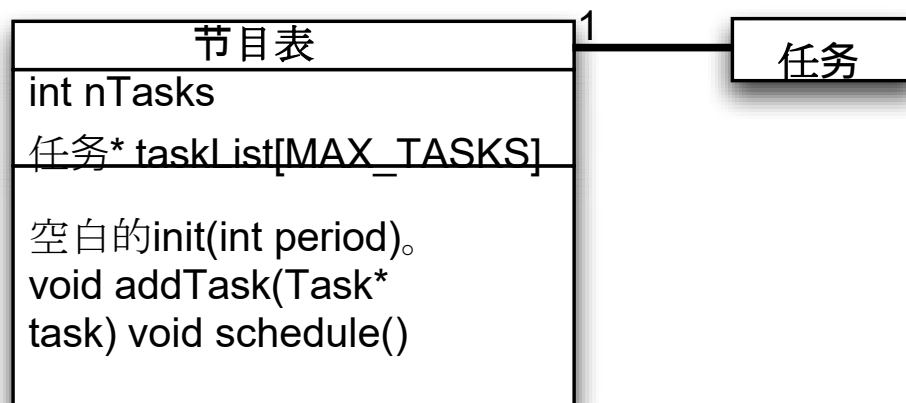 节目表
1
任务
int nTasks
任务* taskList[MAX_TASKS]
空白的init(int period)。
void addTask(Task*
task) void schedule()